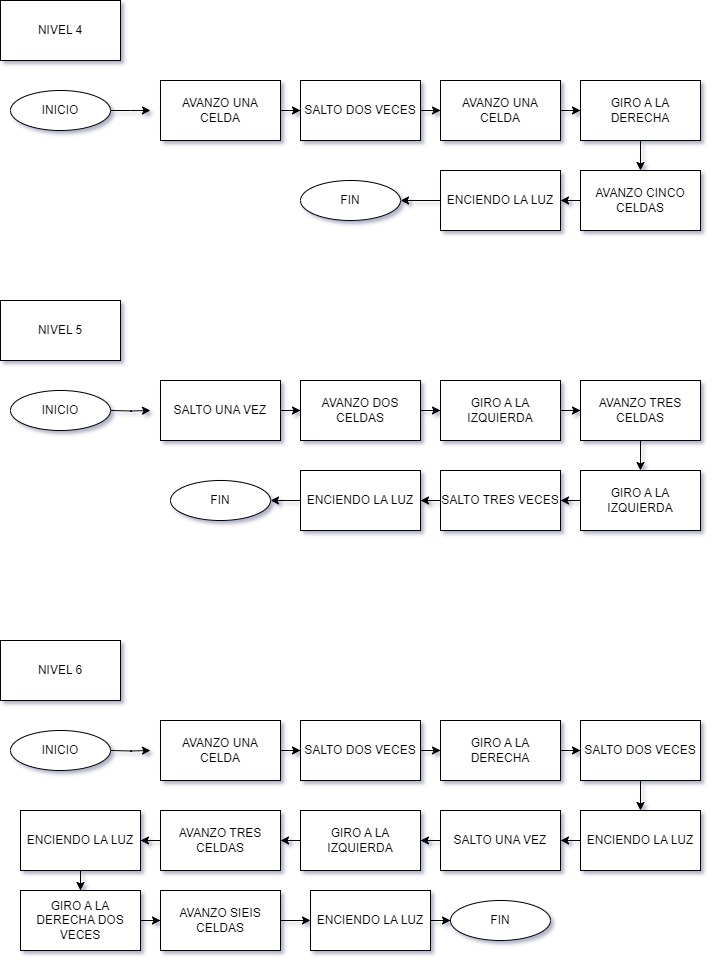 NIVEL 4
INICIO
AVANZO UNA
CELDA
SALTO DOS VECES
AVANZO UNA
CELDA
GIRO A LA
DERECHA
AVANZO CINCO
CELDAS
ENCIENDO LA LUZ
FIN
NIVEL 5
INICIO
SALTO UNA VEZ
AVANZO DOS
CELDAS
GIRO A LA
IZQUIERDA
AVANZO TRES
CELDAS
GIRO A LA
IZQUIERDA
SALTO TRES VECES
ENCIENDO LA LUZ
FIN
NIVEL 6
INICIO
AVANZO UNA
CELDA
SALTO DOS VECES
GIRO A LA
DERECHA
SALTO DOS VECES
ENCIENDO LA LUZ
SALTO UNA VEZ
GIRO A LA
IZQUIERDA
AVANZO TRES
CELDAS
ENCIENDO LA LUZ
GIRO A LA
DERECHA DOS
VECES
AVANZO SIEIS
CELDAS
ENCIENDO LA LUZ
FIN